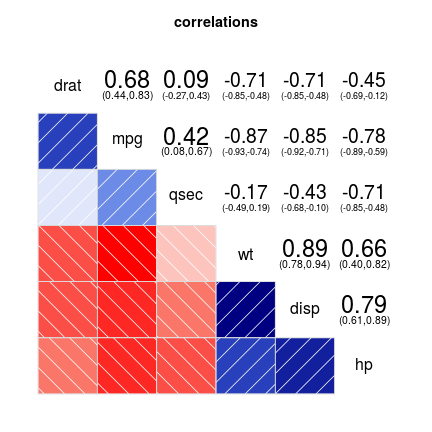 correlations
drat 0.68 0.09 -0.71 -0.71 -0.45
(0.44,0.83) (-0.27,0.43) (-0.85,-0.48) (-0.85,-0.48) (-0.69,-0.12)
mpg 0.42 -0.87 -0.85 -0.78
(0.08,0.67) (-0.93,-0.74) (-0.92,-0.71) (-0.89,-0.59)
qsec -0.17 -0.43 -0.71
(-0.49,0.19) (-0.68,-0.10) (-0.85,-0.48)
wt 0.89 0.66
(0.78,0.94) (0.40,0.82)
disp 0.79
(0.61,0.89)
hp